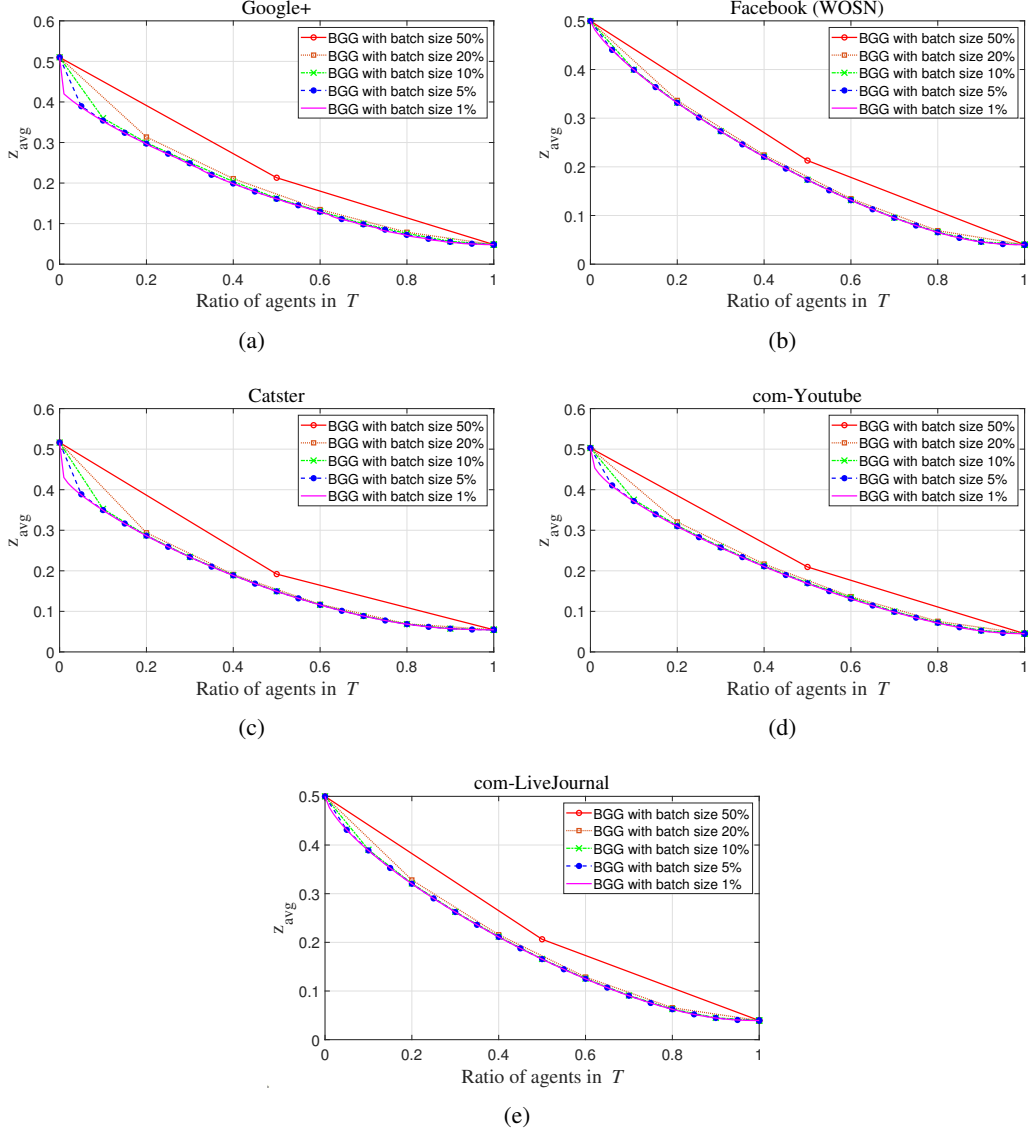 Google+
0.6
0.5
0.4
0.3
0.2
0.1
0
z avg
BGG with batch size 50%
BGG with batch size 20%
BGG with batch size 10%
BGG with batch size 5%
BGG with batch size 1%
0 0.2 0.4 0.6 0.8 1
Ratio of agents in T
(a)
Facebook (WOSN)
0.5
0.4
0.3
0.2
0.1
0
z avg
BGG with batch size 50%
BGG with batch size 20%
BGG with batch size 10%
BGG with batch size 5%
BGG with batch size 1%
0 0.2 0.4 0.6 0.8 1
Ratio of agents in T
(b)
Catster
0.6
0.5
0.4
0.3
0.2
0.1
0
z avg
BGG with batch size 50%
BGG with batch size 20%
BGG with batch size 10%
BGG with batch size 5%
BGG with batch size 1%
0 0.2 0.4 0.6 0.8 1
Ratio of agents in T
(c)
com-Youtube
0.6
0.5
0.4
0.3
0.2
0.1
0
z avg
BGG with batch size 50%
BGG with batch size 20%
BGG with batch size 10%
BGG with batch size 5%
BGG with batch size 1%
0 0.2 0.4 0.6 0.8 1
Ratio of agents in T
(d)
com-LiveJournal
0.5
0.4
0.3
0.2
0.1
0
z avg
BGG with batch size 50%
BGG with batch size 20%
BGG with batch size 10%
BGG with batch size 5%
BGG with batch size 1%
0 0.2 0.4 0.6 0.8 1
Ratio of agents in T
(e)